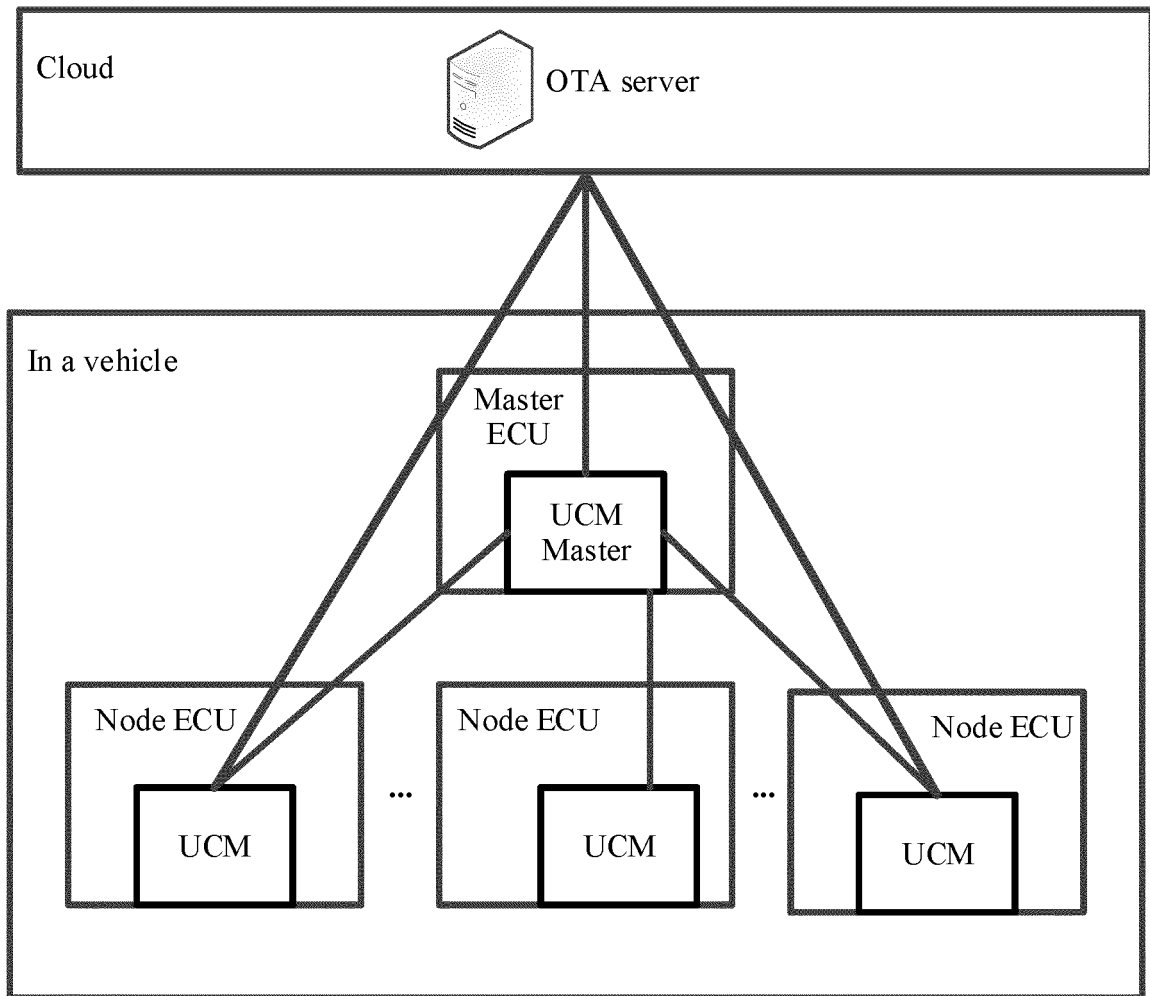 Cloud
OTA server
In a vehicle
Master
ECU
UCM
Master
Node ECU
Node ECU
Node ECU
...
...
UCM
UCM
UCM